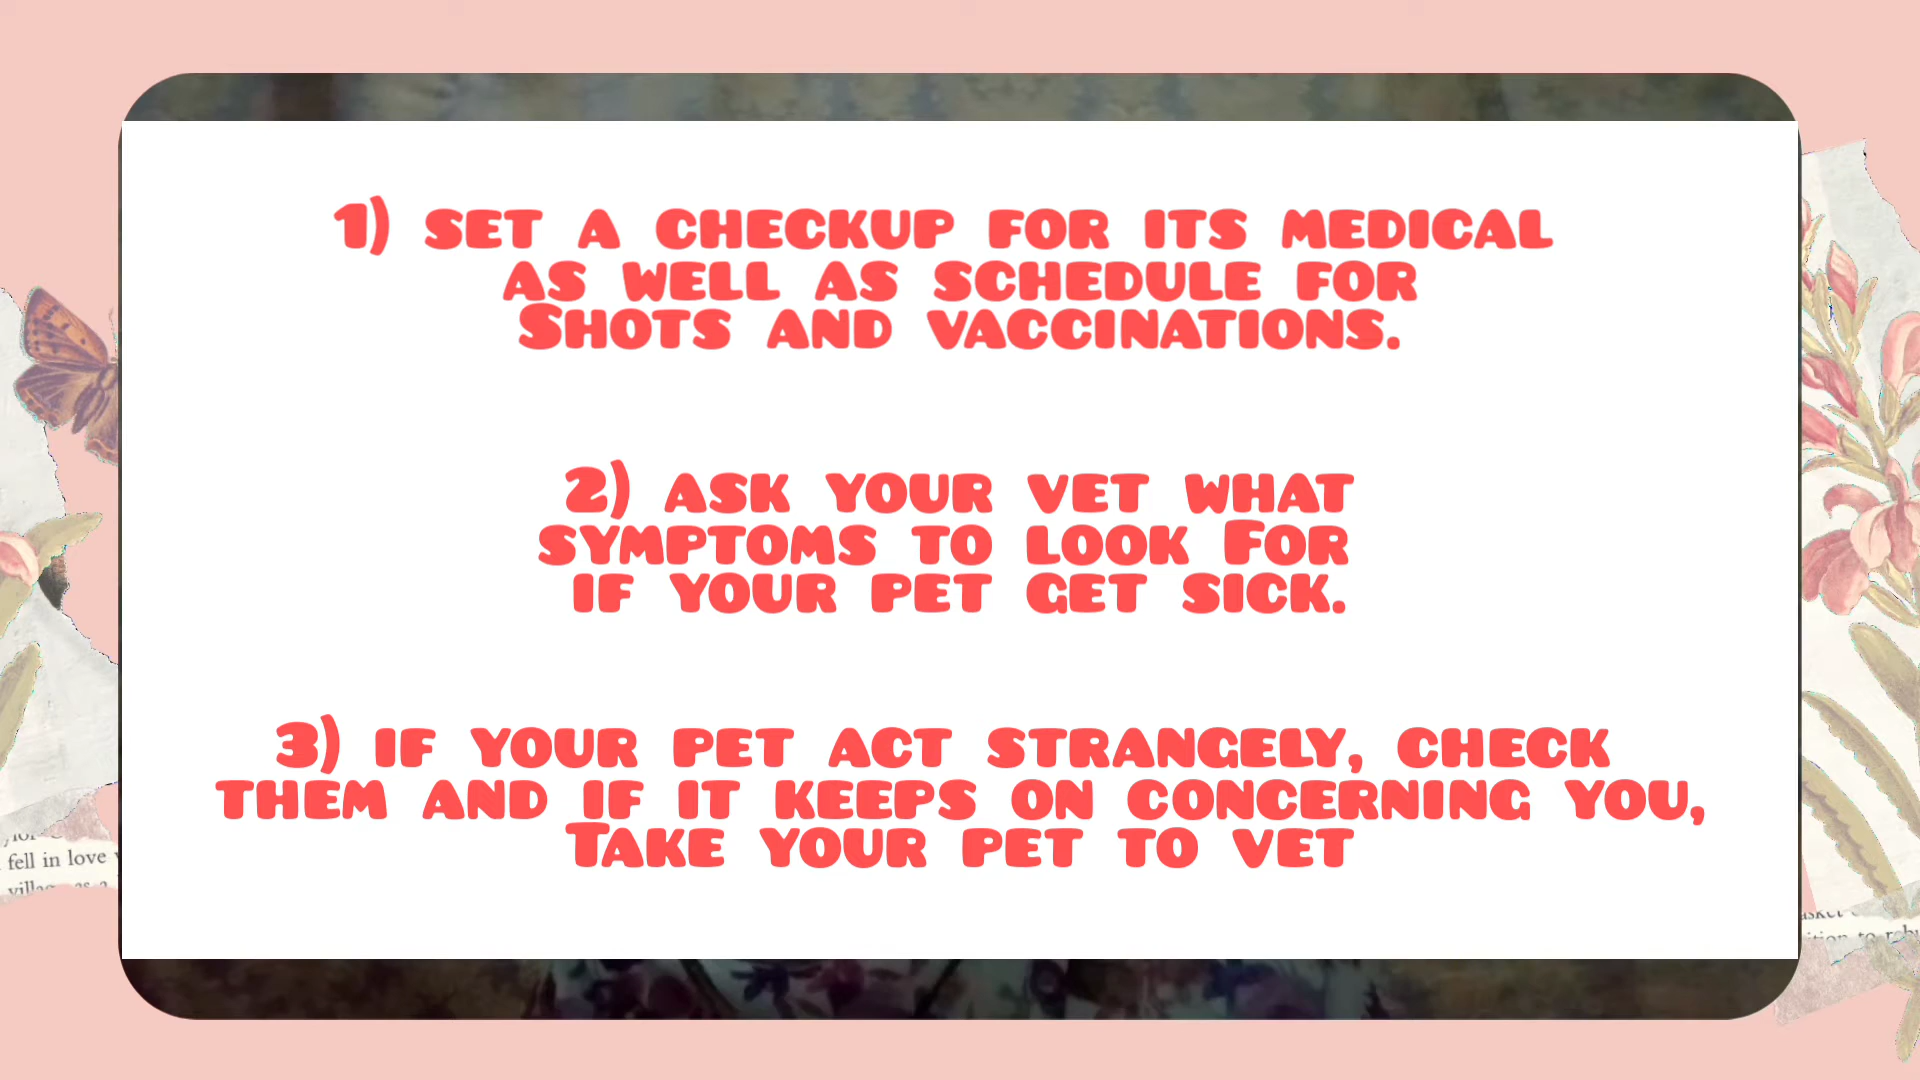 1) SET A CHECKUP FOR ITS MEDICAL
AS WELL AS SCHEDULE FOR
SHOTS AND VACCINATIONS.
2) ASK YOUR VET WHAT
SYMPTOMS TO LOOK FOR
IF YOUR PET GET SICK.
3) IF YOUR PET ACT STRANGELY, CHECK
THEM AND IF IT KEEPS ON CONCERNING YOU,
TAKE YOUR PET TO VET
fell in love